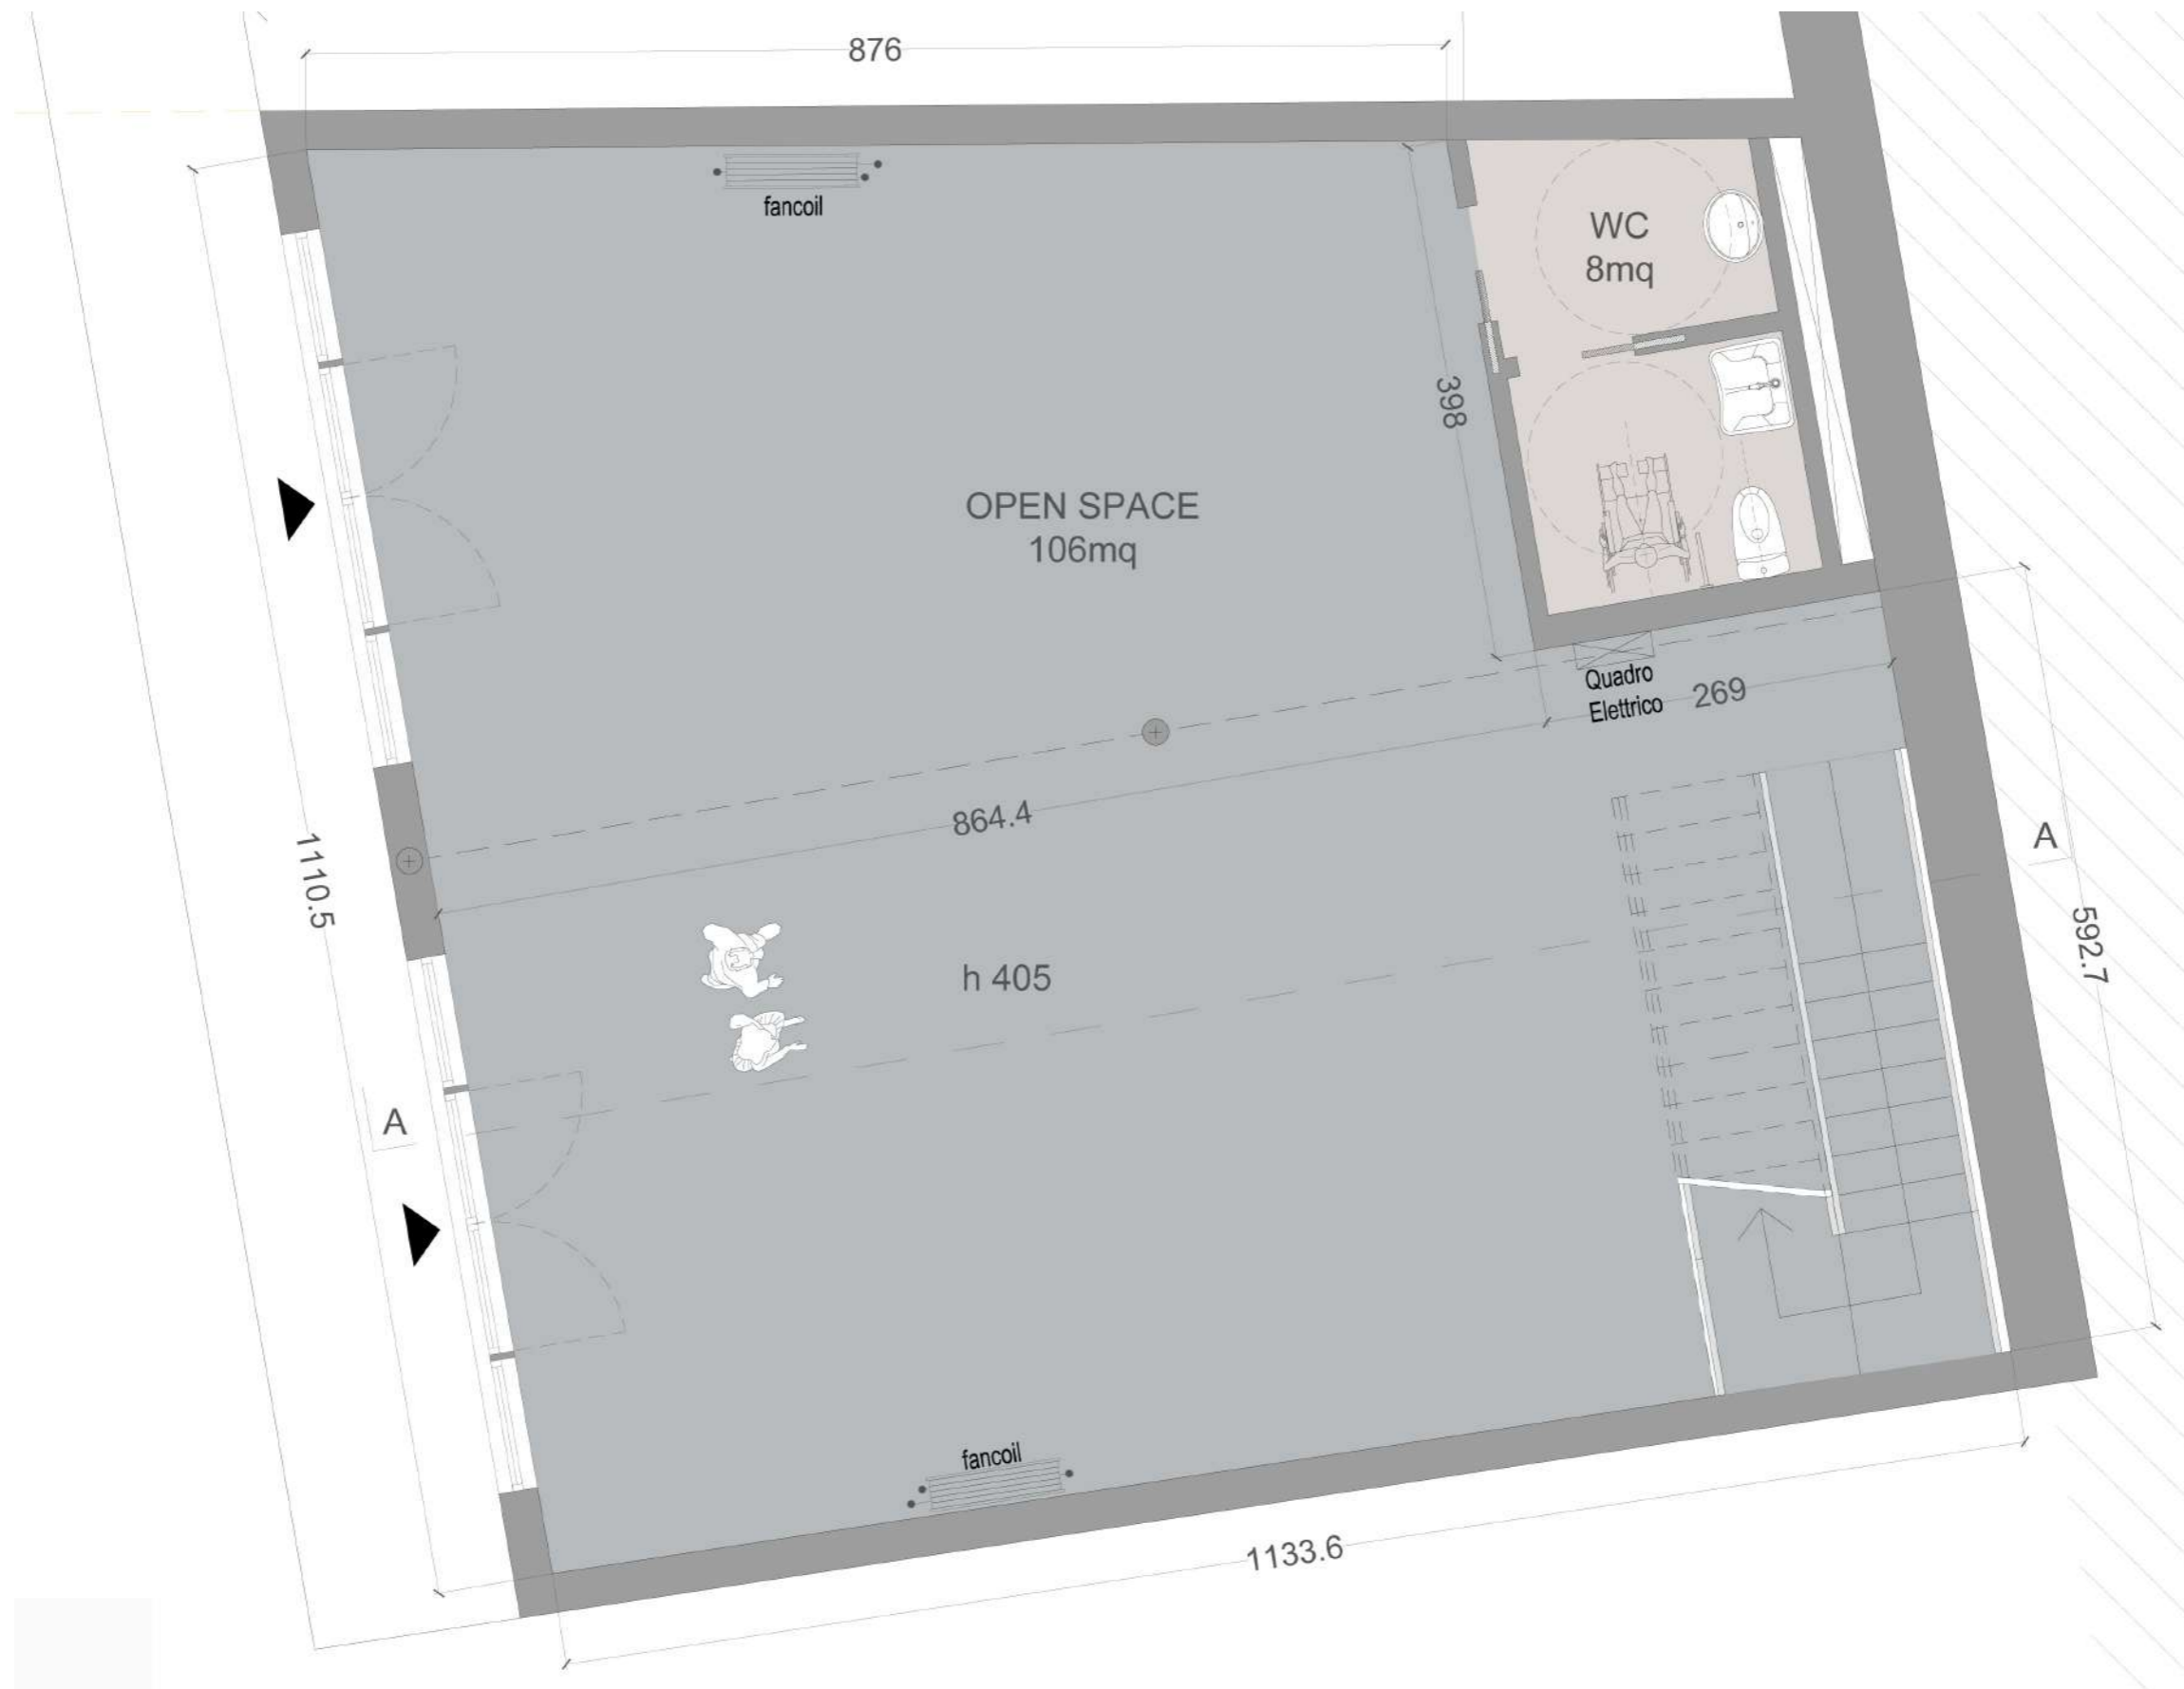 876
fancoil
WC
8mq
398
OPEN SPACE
106mq
Quadro
Elettrico
269
864.4
1110.5
A
592.7
h 405
A
fancoil
1133.6